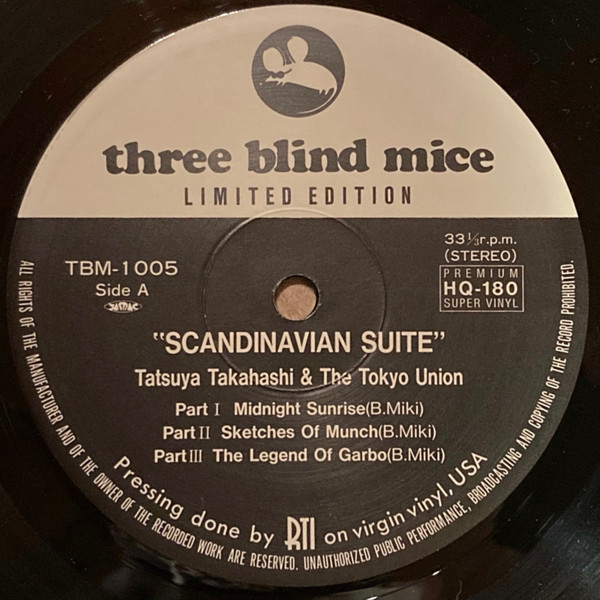 three blind mice
LIMITED EDITION
TBM-1005
Side A
JASRAC
33⅓r.p.m.
(STEREO)
PREMIUM
HQ-180
SUPER VINYL
"SCANDINAVIAN SUITE"
Tatsuya Takahashi & The Tokyo Union
Part I Midnight Sunrise(B.Miki)
Part II Sketches Of Munch(B.Miki)
Part III The Legend Of Garbo(B.Miki)
Pressing done by RTI on virgin vinyl, USA
ALL RIGHTS OF THE MANUFACTURER AND OF THE OWNER OF THE RECORDED WORK ARE RESERVED. UNAUTHORIZED PUBLIC PERFORMANCE, BROADCASTING AND COPYING OF THE RECORD PROHIBITED.